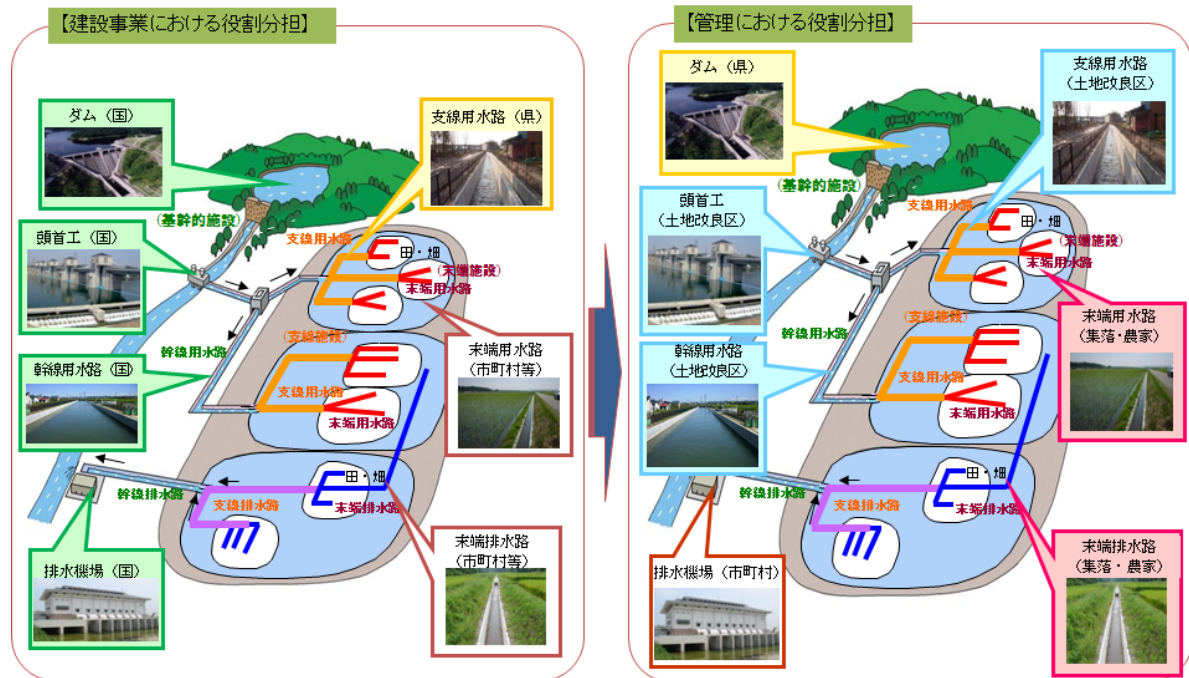 【建設事業における役割分担】
ダム（国）
支線用水路（県）
（基幹的施設）
頭首工（国）
支線用水路
田・畑
（末端施設）
末端用水路
幹線用水路
（支線施設）
幹線用水路（国）
末端用水路
（市町村等）
支線用水路
末端用水路
田・畑
幹線排水路
支線排水路
末端排水路
排水機場（国）
末端排水路
（市町村等）
【管理における役割分担】
ダム（県）
支線用水路
（土地改良区）
（基幹的施設）
頭首工
（土地改良区）
支線用水路
田・畑
（末端施設）
末端用水路
幹線用水路
（支線施設）
末端用水路
（集落・農家）
幹線用水路
（土地改良区）
支線用水路
末端用水路
田・畑
幹線排水路
支線排水路
末端排水路
排水機場（市町村）
末端排水路
（集落・農家）